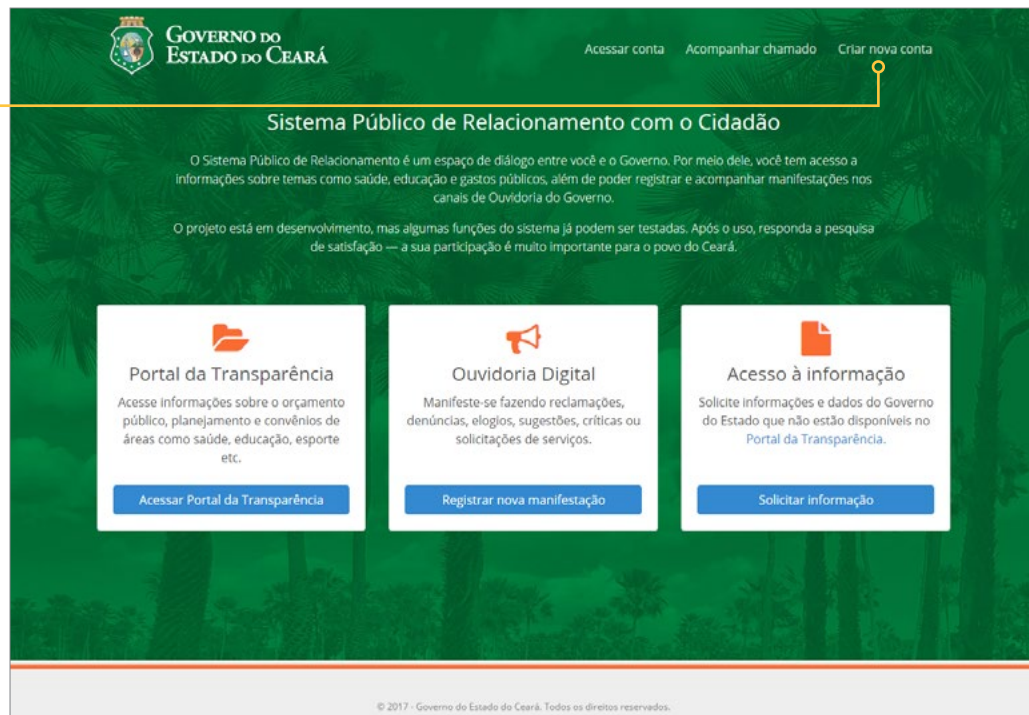 GOVERNO DO
ESTADO DO CEARÁ
Acessar conta Acompanhar chamado Criar nova conta
Sistema Público de Relacionamento com o Cidadão
O Sistema Público de Relacionamento é um espaço de diálogo entre você e o Governo. Por meio dele, você tem acesso a
informações sobre temas como saúde, educação e gastos públicos, além de poder registrar e acompanhar manifestações nos
canais de Ouvidoria do Governo.
O projeto está em desenvolvimento, mas algumas funções do sistema já podem ser testadas. Após o uso, responda a pesquisa
de satisfação — a sua participação é muito importante para o povo do Ceará.
Portal da Transparência
Acesse informações sobre o orçamento
público, planejamento e convênios de
áreas como saúde, educação, esporte
etc.
Acessar Portal da Transparência
Ouvidoria Digital
Manifeste-se fazendo reclamações,
denúncias, elogios, sugestões, críticas ou
solicitações de serviços.
Registrar nova manifestação
Acesso à informação
Solicite informações e dados do Governo
do Estado que não estão disponíveis no
Portal da Transparência.
Solicitar informação
© 2017 - Governo do Estado do Ceará. Todos os direitos reservados.